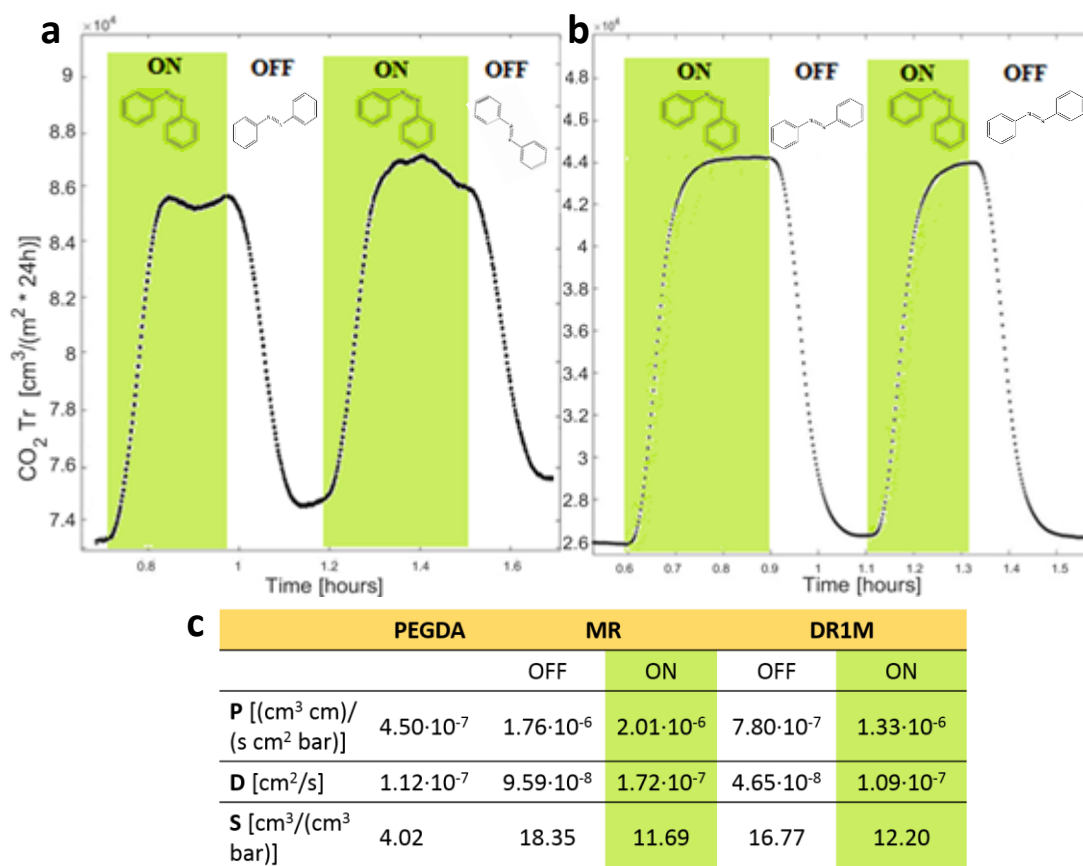 a
×10⁴
ON OFF ON OFF
9
8.8
8.6
8.4
8.2
8
7.8
7.6
7.4
0.6 0.8 1 1.2 1.4 1.6
CO₂ Tr [cm³/(m² * 24h)]
Time [hours]
b
×10⁴
ON OFF ON OFF
4.8
4.6
4.4
4.2
4
3.8
3.6
3.4
3.2
3
2.8
2.6
0.5 0.6 0.7 0.8 0.9 1 1.1 1.2 1.3 1.4 1.5
Time [hours]
c
PEGDA MR DR1M
OFF ON OFF ON
P [(cm³ cm)/(s cm² bar)] 4.50·10⁻⁷ 1.76·10⁻⁶ 2.01·10⁻⁶ 7.80·10⁻⁷ 1.33·10⁻⁶
D [cm²/s] 1.12·10⁻⁷ 9.59·10⁻⁸ 1.72·10⁻⁷ 4.65·10⁻⁸ 1.09·10⁻⁷
S [cm³/(cm³ bar)] 4.02 18.35 11.69 16.77 12.20